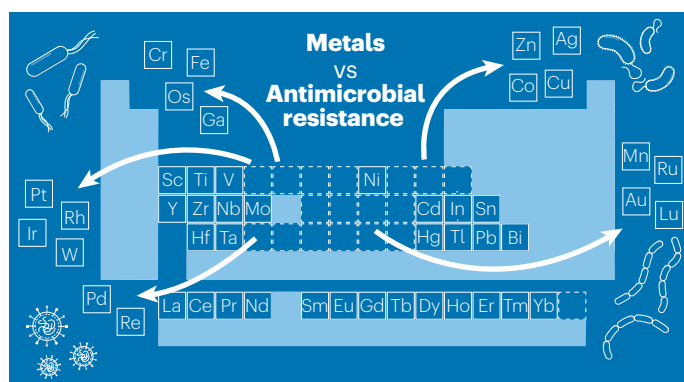 Metals
vs
Antimicrobial
resistance
Cr
Fe
Os
Ga
Zn
Ag
Co
Cu
Pt
Rh
Ir
W
Mn
Ru
Au
Lu
Pd
Re
Sc Ti V Ni
Y Zr Nb Mo Cd In Sn
Hf Ta Hg Tl Pb Bi
La Ce Pr Nd Sm Eu Gd Tb Dy Ho Er Tm Yb